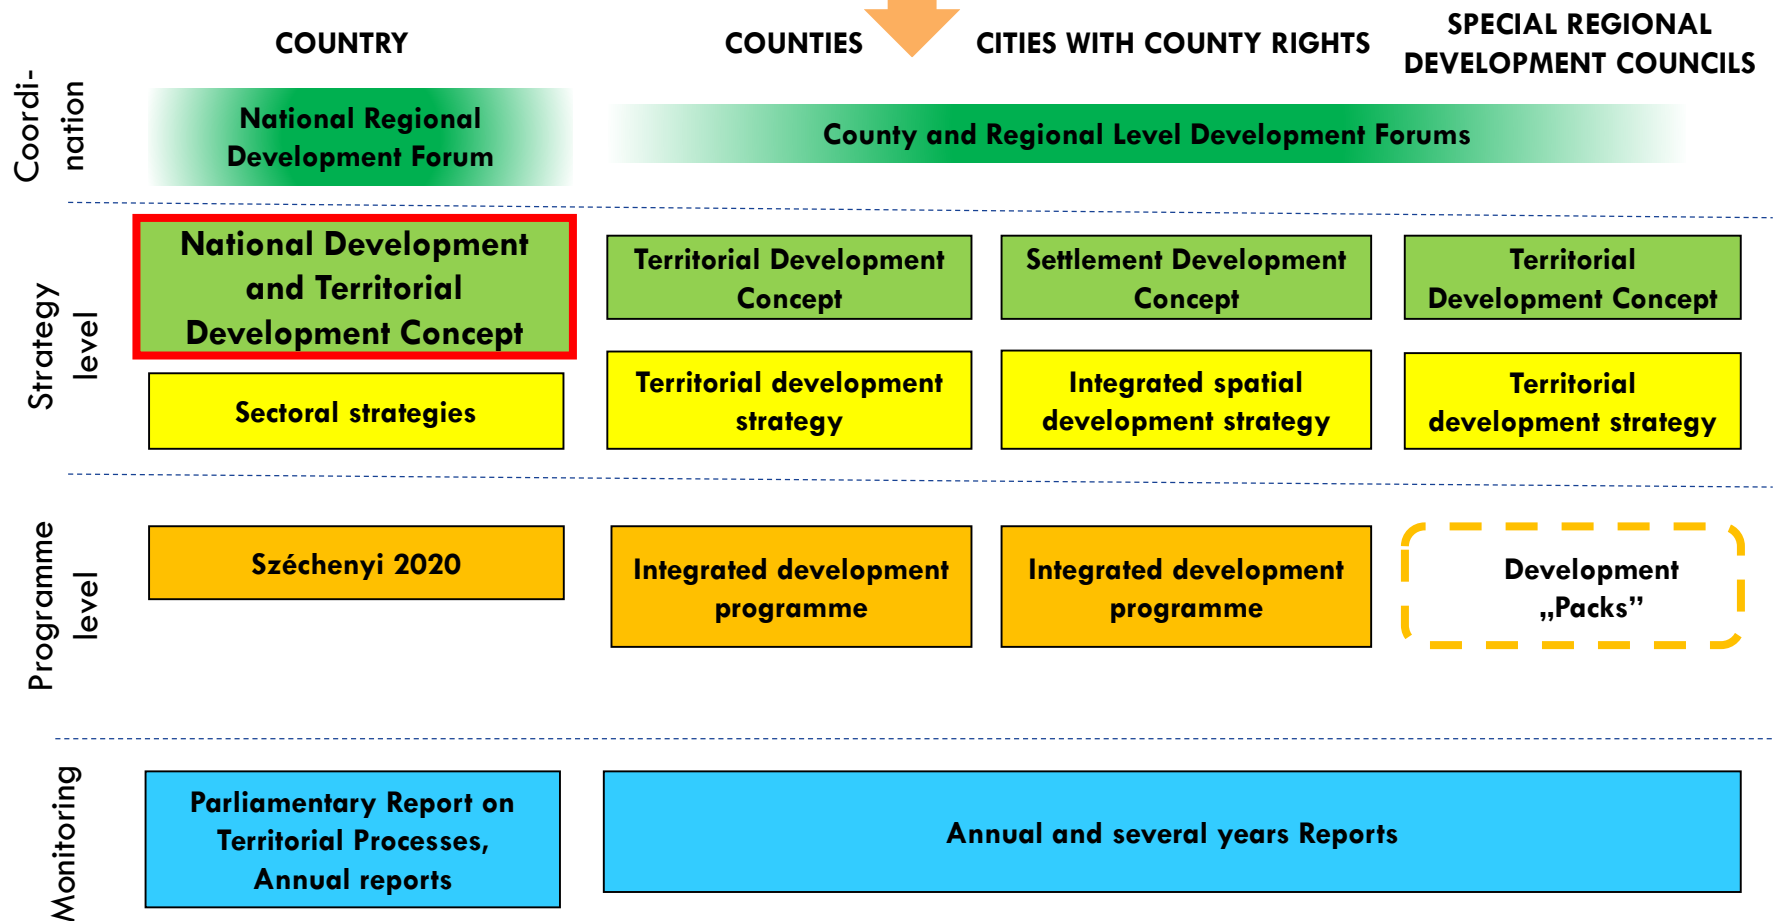 COUNTRY
COUNTIES
CITIES WITH COUNTY RIGHTS
SPECIAL REGIONAL
DEVELOPMENT COUNCILS
Coordi-
nation
National Regional
Development Forum
County and Regional Level Development Forums
Strategy
level
National Development
and Territorial
Development Concept
Territorial Development
Concept
Settlement Development
Concept
Territorial
Development Concept
Sectoral strategies
Territorial development
strategy
Integrated spatial
development strategy
Territorial
development strategy
Programme
level
Széchenyi 2020
Integrated development
programme
Integrated development
programme
Development
„Packs”
Monitoring
Parliamentary Report on
Territorial Processes,
Annual reports
Annual and several years Reports